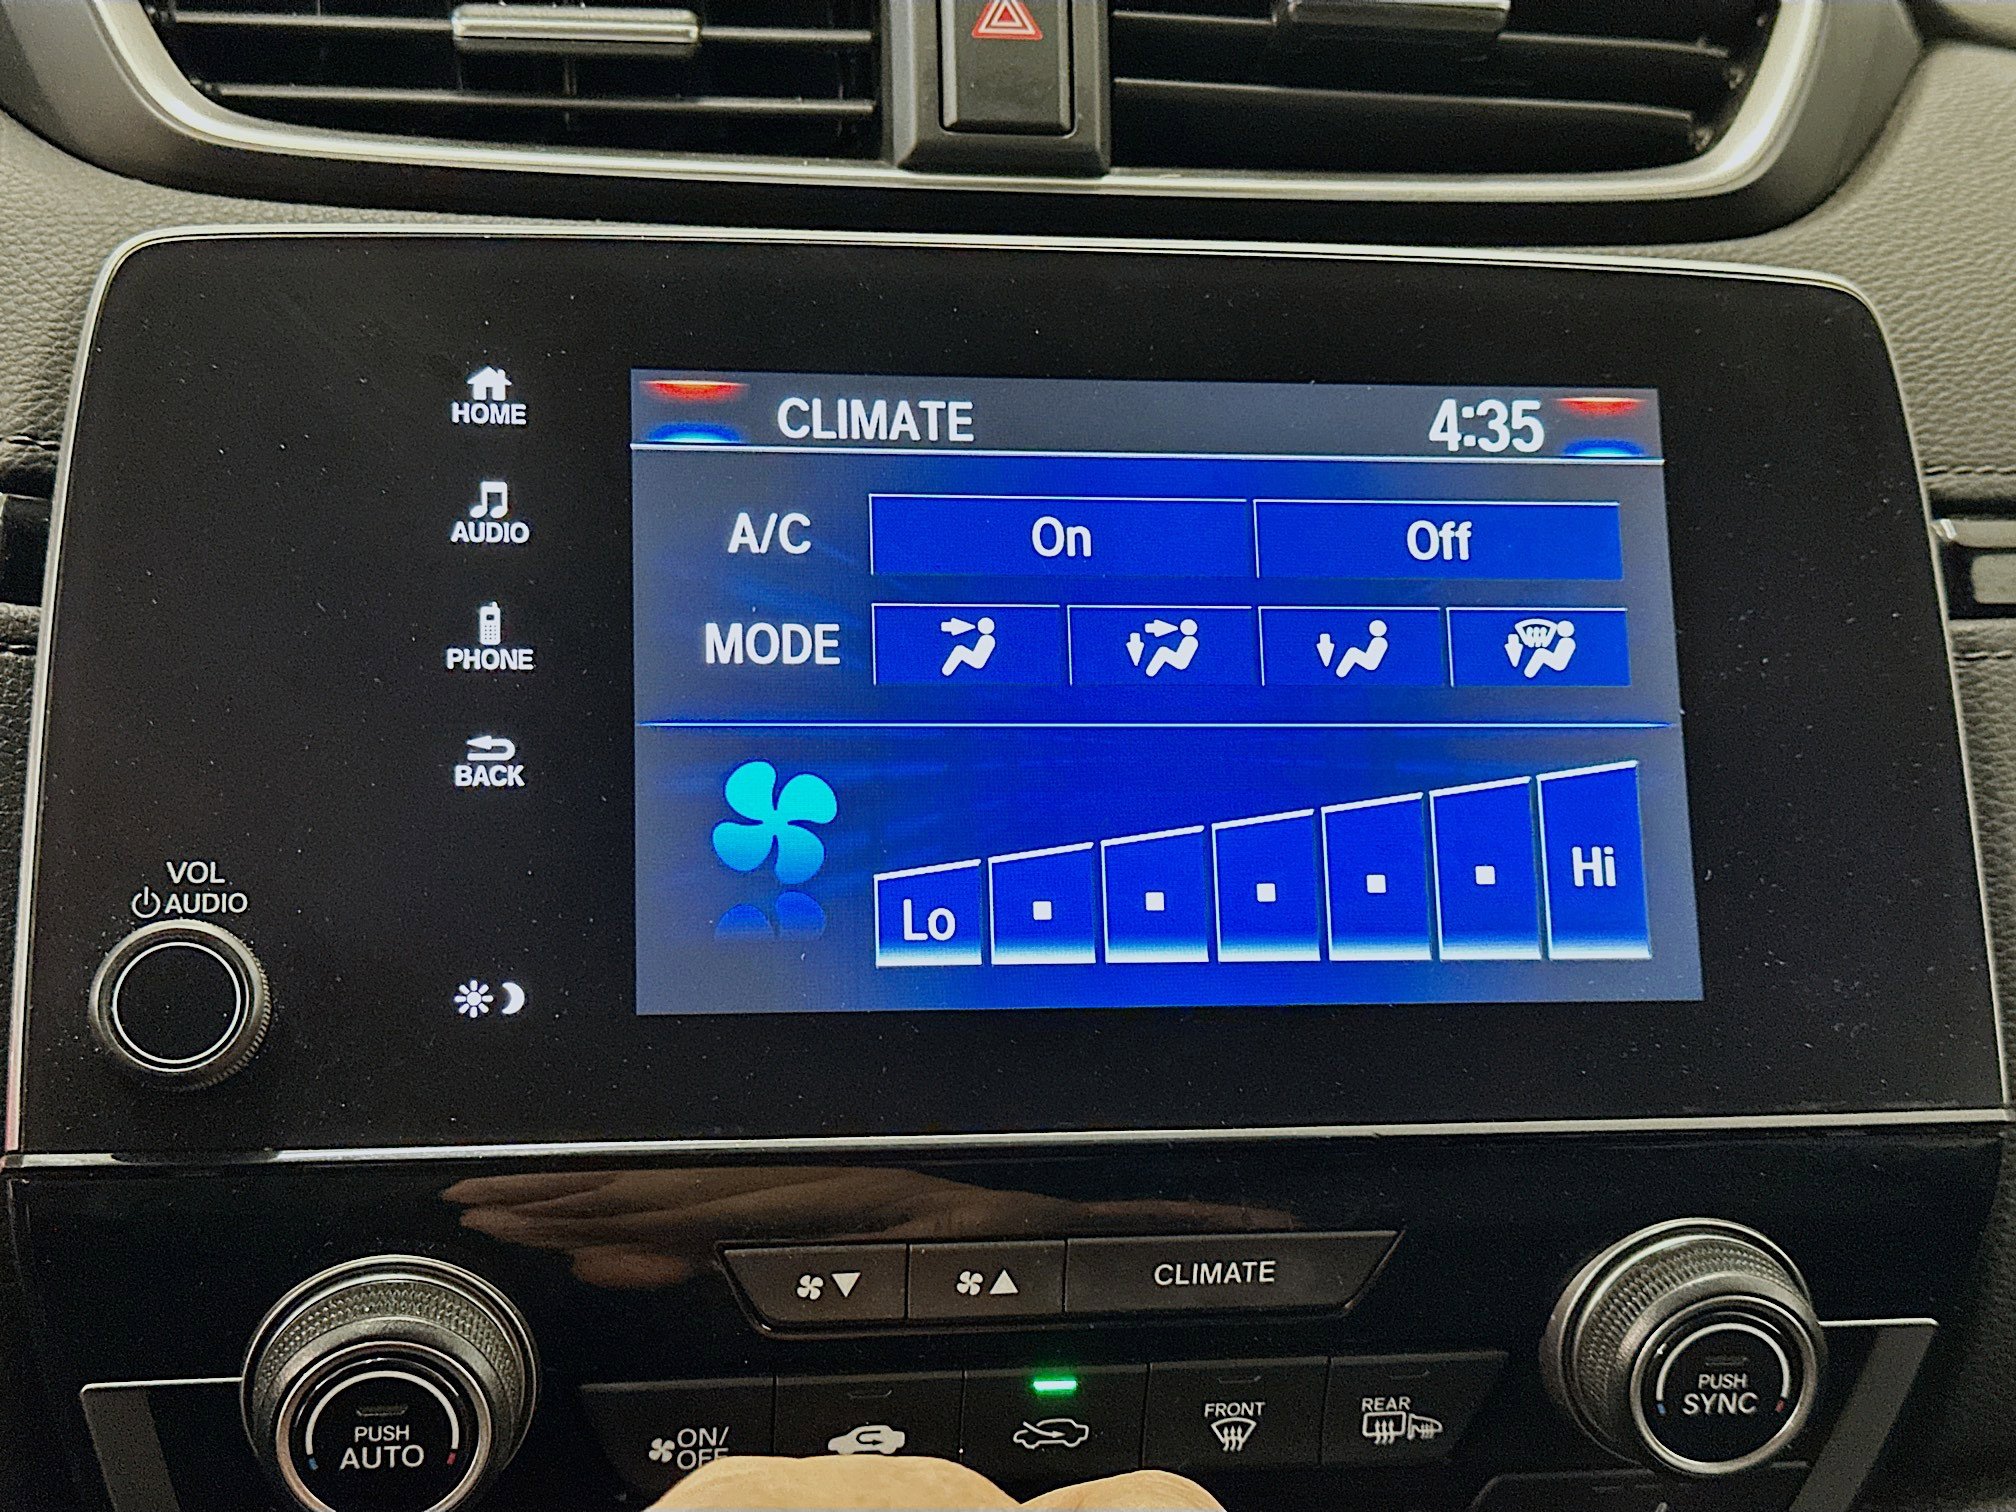 HOME
AUDIO
PHONE
BACK
VOL
AUDIO
CLIMATE 4:35
A/C On Off
MODE
Lo Hi
CLIMATE
PUSH
AUTO
ON/
OFF
FRONT
REAR
PUSH
SYNC